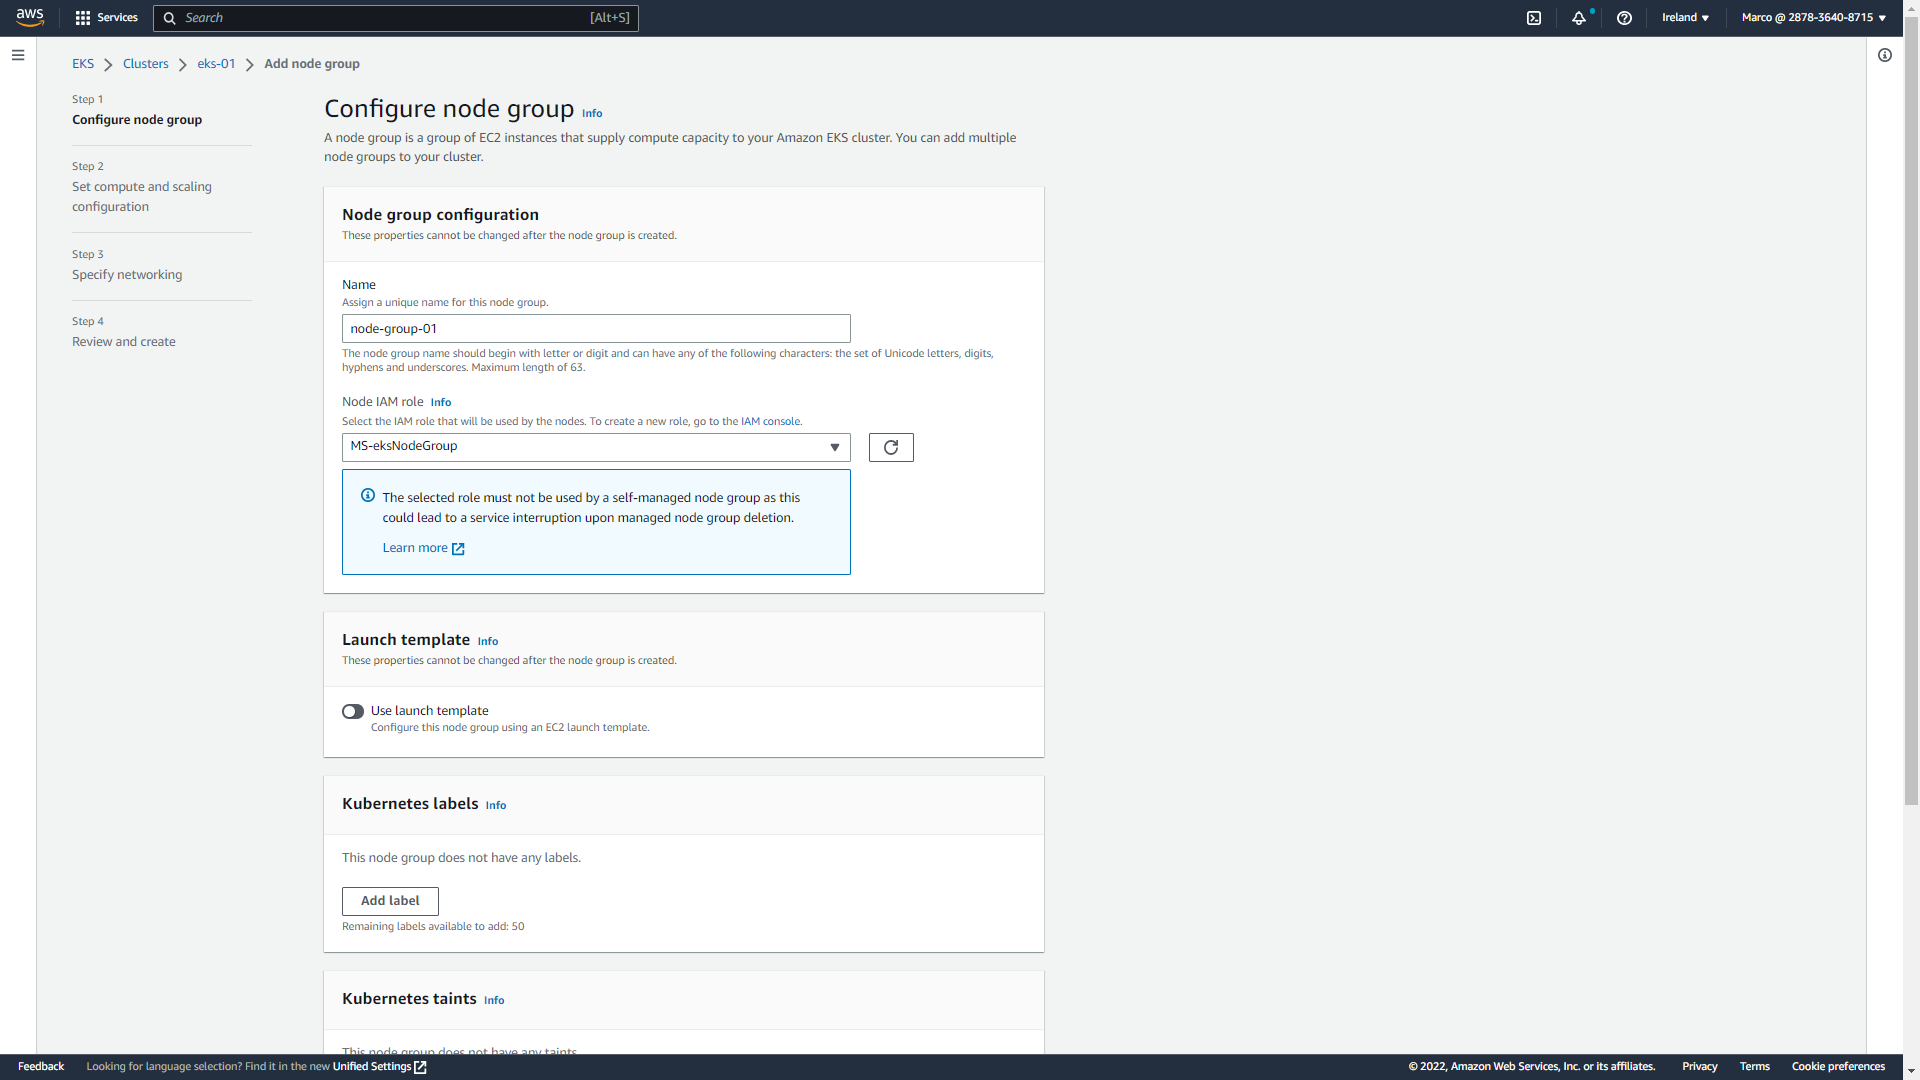 aws
Services
Search
[Alt+S]
Ireland
Marco @ 2878-3640-8715
EKS
Clusters
eks-01
Add node group
Step 1
Configure node group
Step 2
Set compute and scaling
configuration
Step 3
Specify networking
Step 4
Review and create
Configure node group Info
A node group is a group of EC2 instances that supply compute capacity to your Amazon EKS cluster. You can add multiple
node groups to your cluster.
Node group configuration
These properties cannot be changed after the node group is created.
Name
Assign a unique name for this node group.
node-group-01
The node group name should begin with letter or digit and can have any of the following characters: the set of Unicode letters, digits,
hyphens and underscores. Maximum length of 63.
Node IAM role Info
Select the IAM role that will be used by the nodes. To create a new role, go to the IAM console.
MS-eksNodeGroup
The selected role must not be used by a self-managed node group as this
could lead to a service interruption upon managed node group deletion.
Learn more
Launch template Info
These properties cannot be changed after the node group is created.
Use launch template
Configure this node group using an EC2 launch template.
Kubernetes labels Info
This node group does not have any labels.
Add label
Remaining labels available to add: 50
Kubernetes taints Info
This node group does not have any taints.
Feedback
Looking for language selection? Find it in the new Unified Settings
© 2022, Amazon Web Services, Inc. or its affiliates.
Privacy
Terms
Cookie preferences